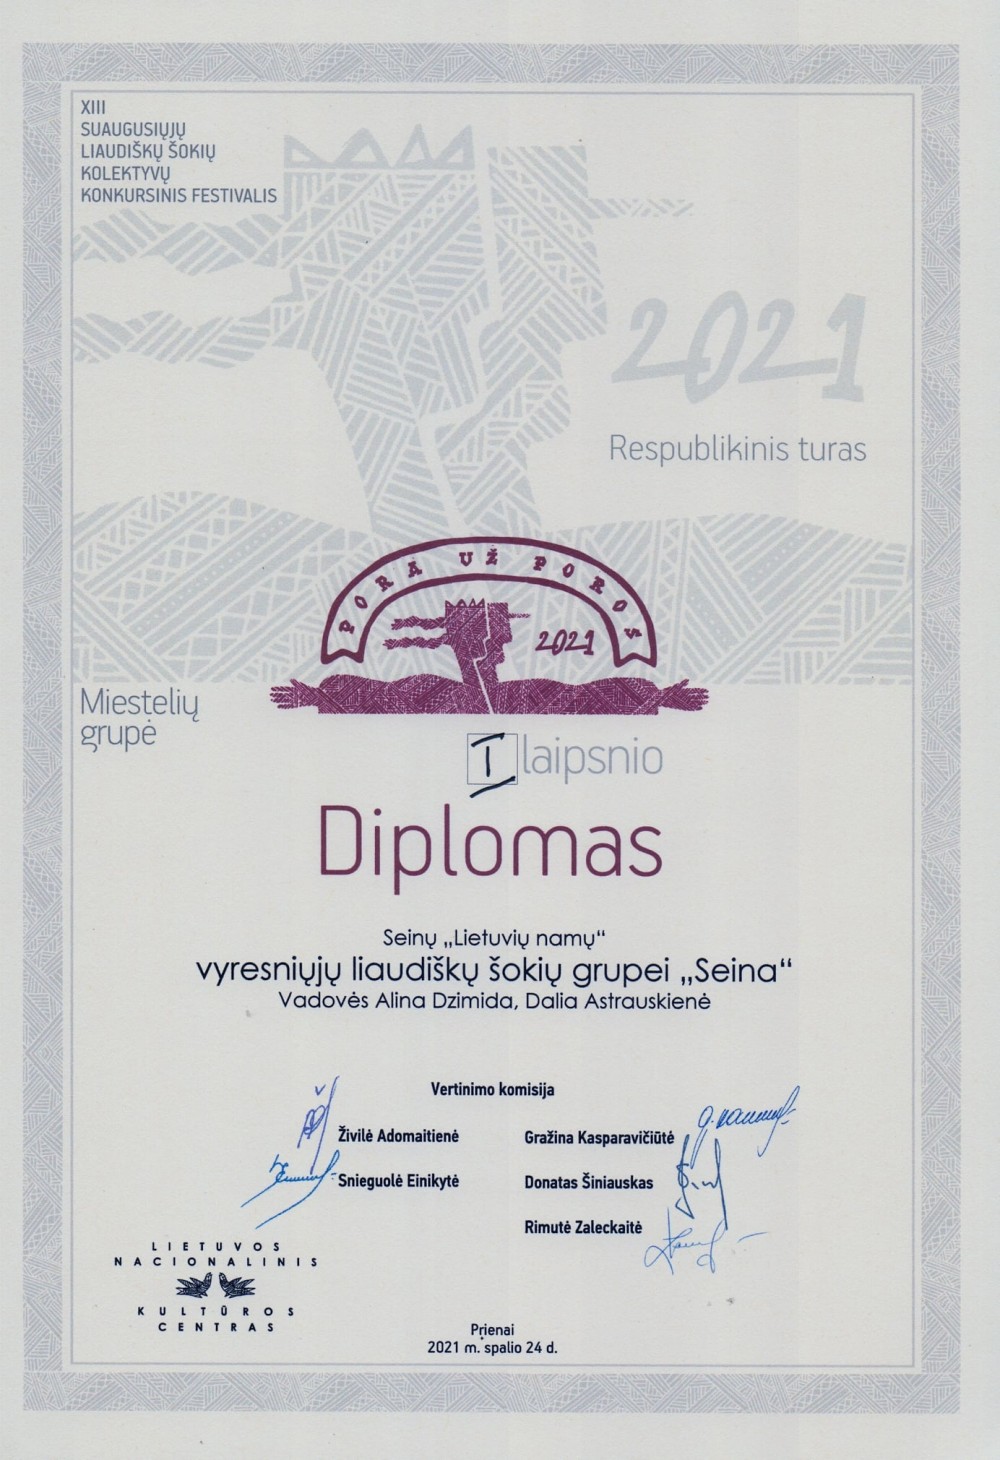 XIII
SUAUGUSIŲJŲ
LIAUDIŠKŲ ŠOKIŲ
KOLEKTYVŲ
KONKURSINIS FESTIVALIS
2021
Respublikinis turas
PORA UŽ POROS
2021
Miestelių
grupė
I laipsnio
Diplomas
Seinų „Lietuvių namų“
vyresniųjų liaudiškų šokių grupei „Seina“
Vadovės Alina Dzimida, Dalia Astrauskienė
Vertinimo komisija
Živilė Adomaitienė
Gražina Kasparavičiūtė
Snieguolė Einikytė
Donatas Šiniauskas
Rimutė Zaleckaitė
LIETUVOS
NACIONALINIS
KULTŪROS
CENTRAS
Prienai
2021 m. spalio 24 d.